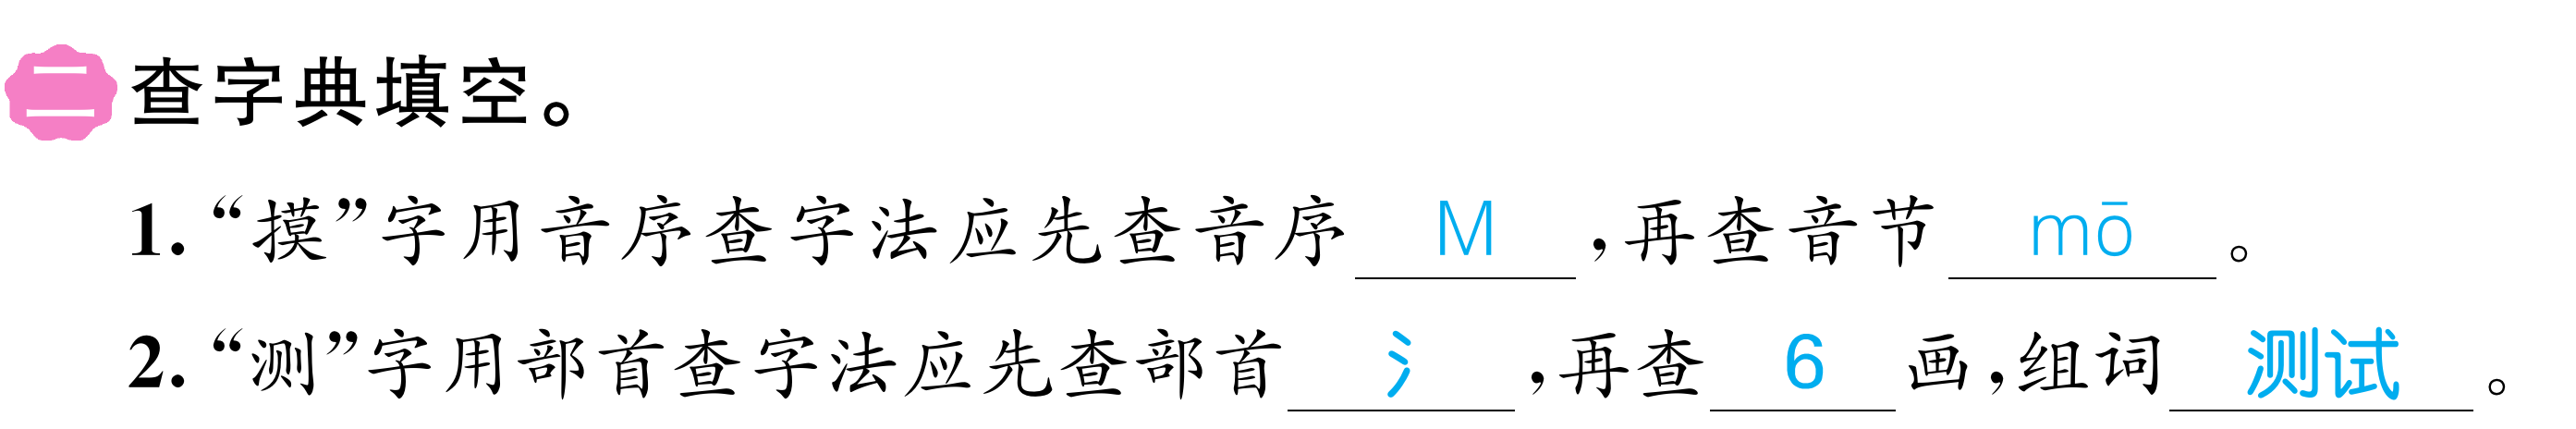 二 查字典填空。
1. “摸”字用音序查字法应先查音序 M ，再查音节 mō 。
2. “测”字用部首查字法应先查部首 氵 ，再查 6 画，组词 测试 。